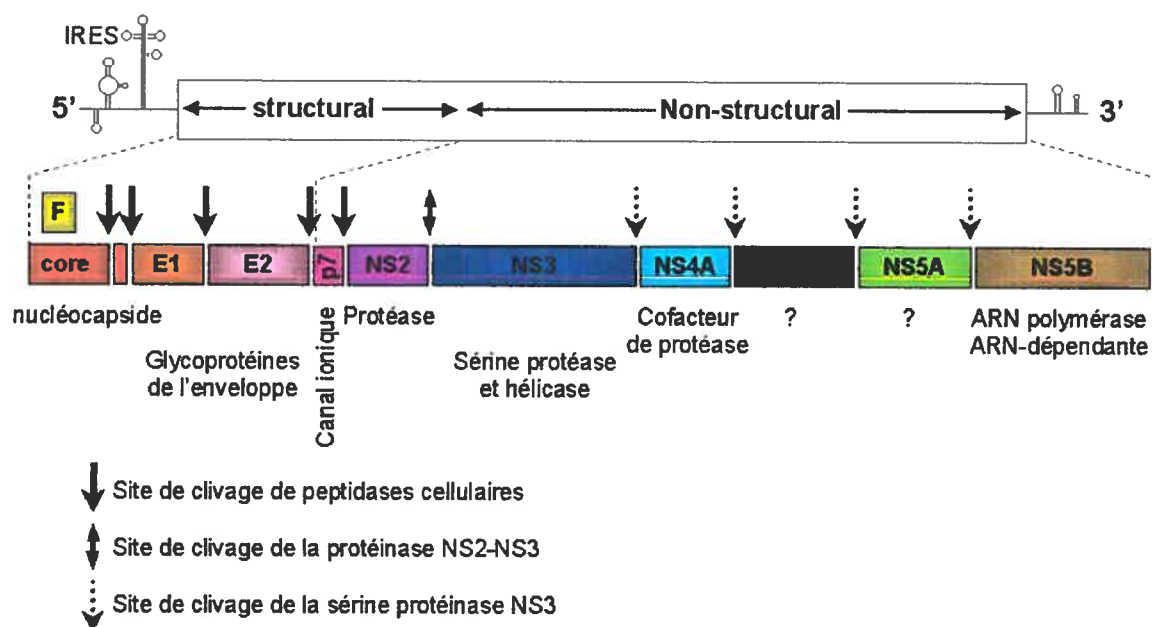 IRES
5'
structural
Non-structural
3'
F
core
E1
E2
p7
NS2
NS3
NS4A
NS5A
NS5B
nucléocapside
Glycoprotéines
de l'enveloppe
Canal ionique
Protéase
Sérine protéase
et hélicase
Cofacteur
de protéase
?
?
ARN polymérase
ARN-dépendante
Site de clivage de peptidases cellulaires
Site de clivage de la protéinase NS2-NS3
Site de clivage de la sérine protéinase NS3